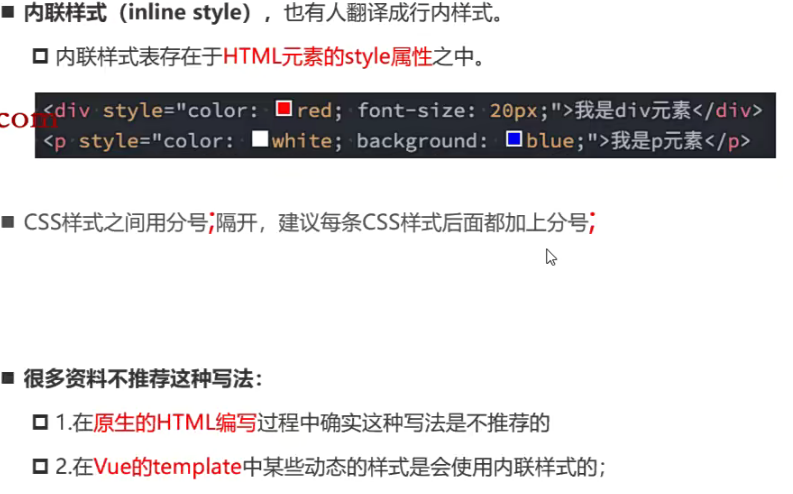 内联样式（inline style），也有人翻译成行内样式。
内联样式表存在于HTML元素的style属性之中。
com
<div style="color: red; font-size: 20px;">我是div元素</div>
<p style="color: white; background: blue;">我是p元素</p>
CSS样式之间用分号;隔开，建议每条CSS样式后面都加上分号;
很多资料不推荐这种写法：
1.在原生的HTML编写过程中确实这种写法是不推荐的
2.在Vue的template中某些动态的样式是会使用内联样式的；